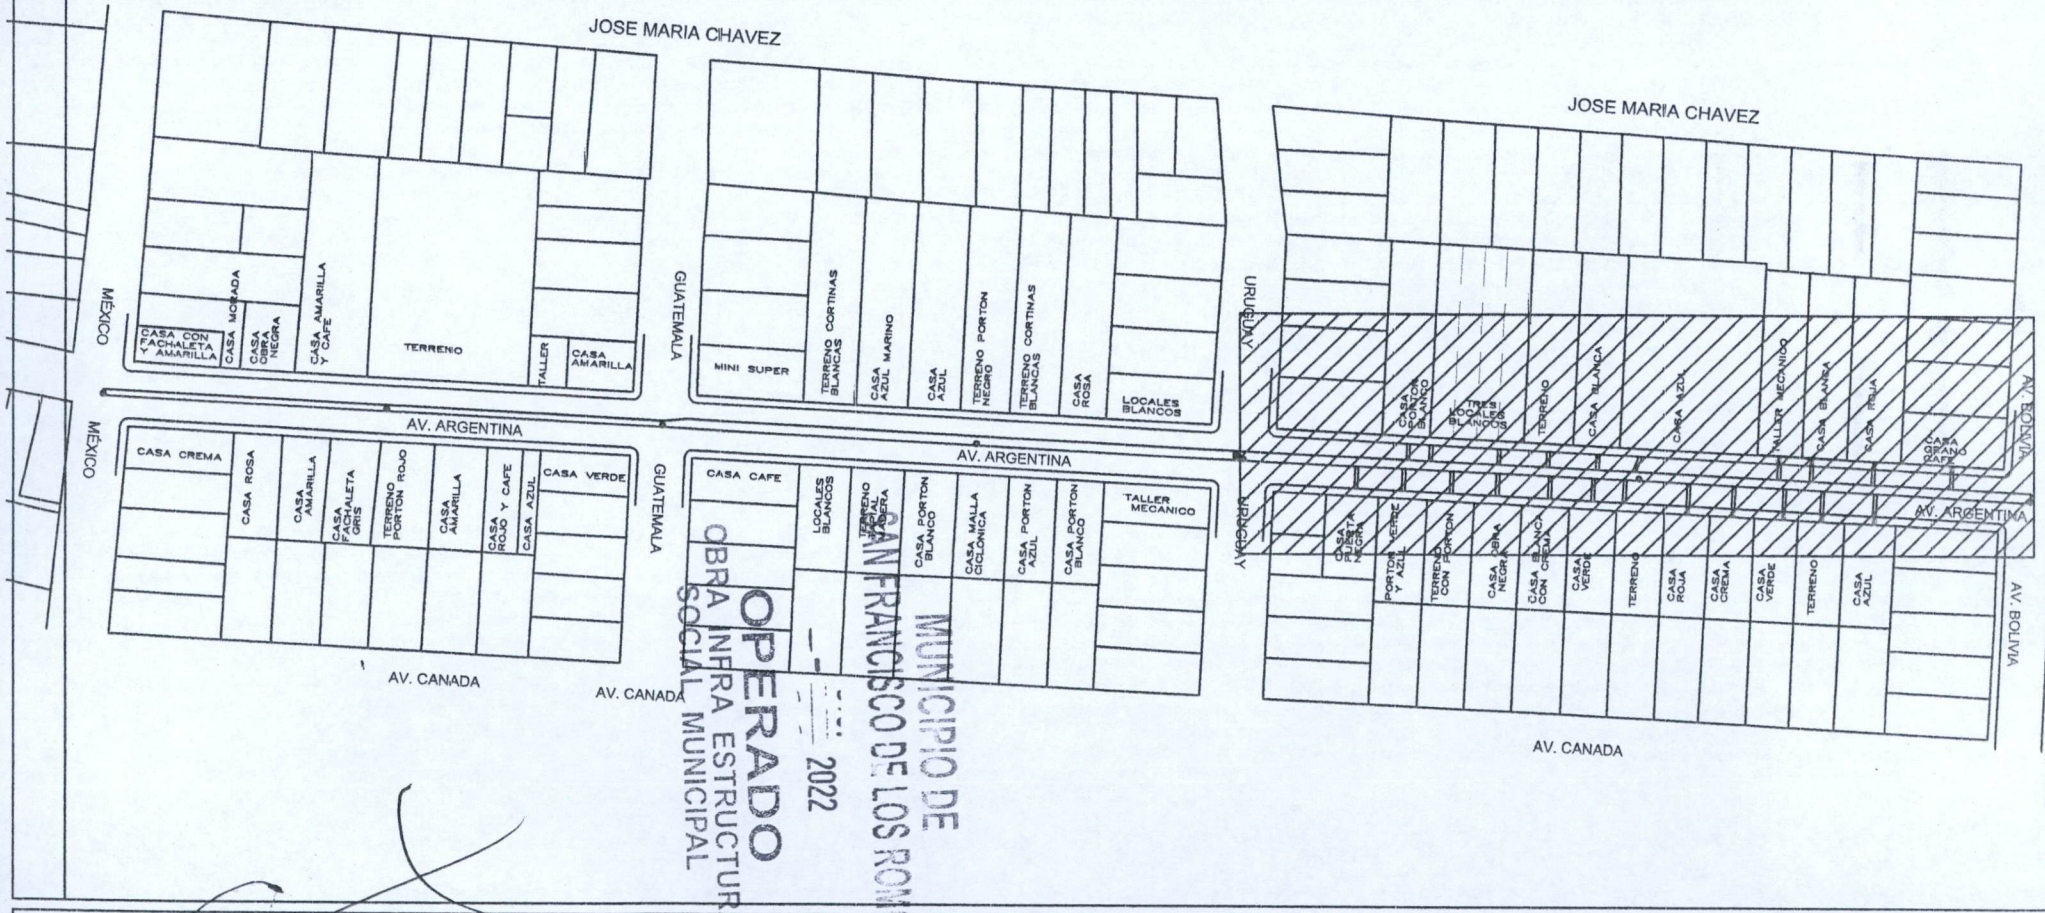 JOSE MARIA CHAVEZ
JOSE MARIA CHAVEZ
MÉXICO
CASA CON
FACHALETA
Y AMARILLA
CASA MORADA
CASA
OBRA
NEGRA
CASA AMARILLA
Y CAFE
TERRENO
TALLER
CASA
AMARILLA
GUATEMALA
MINI SUPER
TERRENO CORTINAS
BLANCAS
CASA
AZUL MARINO
CASA
AZUL
TERRENO PORTON
NEGRO
TERRENO CORTINAS
BLANCAS
CASA
ROSA
LOCALES
BLANCOS
URUGUAY
CASA
PORTON
BLANCO
TRES
LOCALES
BLANCOS
TERRENO
CASA BLANCA
CASA AZUL
TALLER MECANICO
CASA BLANCA
CASA ROJA
CASA
GRANO
CAFE
AV. BOLIVIA
AV. ARGENTINA
AV. ARGENTINA
AV. ARGENTINA
MÉXICO
CASA CREMA
CASA ROSA
CASA
AMARILLA
CASA
FACHALETA
GRIS
TERRENO
PORTON ROJO
CASA
AMARILLA
CASA
ROJO Y CAFE
CASA AZUL
CASA VERDE
GUATEMALA
CASA CAFE
LOCALES
BLANCOS
TERRENO
CASA PORTON
BLANCO
CASA MALLA
CICLONICA
CASA PORTON
AZUL
CASA PORTON
BLANCO
TALLER
MECANICO
URUGUAY
CASA
PUERTA
NEGRA
PORTON VERDE
Y AZUL
TERRENO
CON PORTON
CASA OBRA
NEGRA
CASA BLANCA
CON CREMA
CASA
VERDE
TERRENO
CASA
ROJA
CASA
CREMA
CASA
VERDE
TERRENO
CASA
AZUL
AV. BOLIVIA
AV. CANADA
AV. CANADA
AV. CANADA
MUNICIPIO DE
SAN FRANCISCO DE LOS ROM
2022
OPERADO
OBRA INFRA ESTRUCTUR
SOCIAL MUNICIPAL